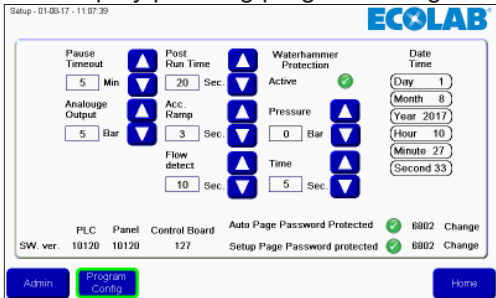 Setup - 01-08-17 - 11:07:39
ECOLAB®
Pause Timeout
5 Min
Post Run Time
20 Sec.
Waterhammer Protection
Active
Date Time
Day 1
Month 8
Year 2017
Hour 10
Minute 27
Second 33
Analouge Output
5 Bar
Acc. Ramp
3 Sec.
Pressure
0 Bar
Flow detect
10 Sec.
Time
5 Sec.
PLC Panel Control Board
SW. ver. 10120 10120 127
Auto Page Password Protected 6802 Change
Setup Page Password protected 6802 Change
Admin
Program Config
Home